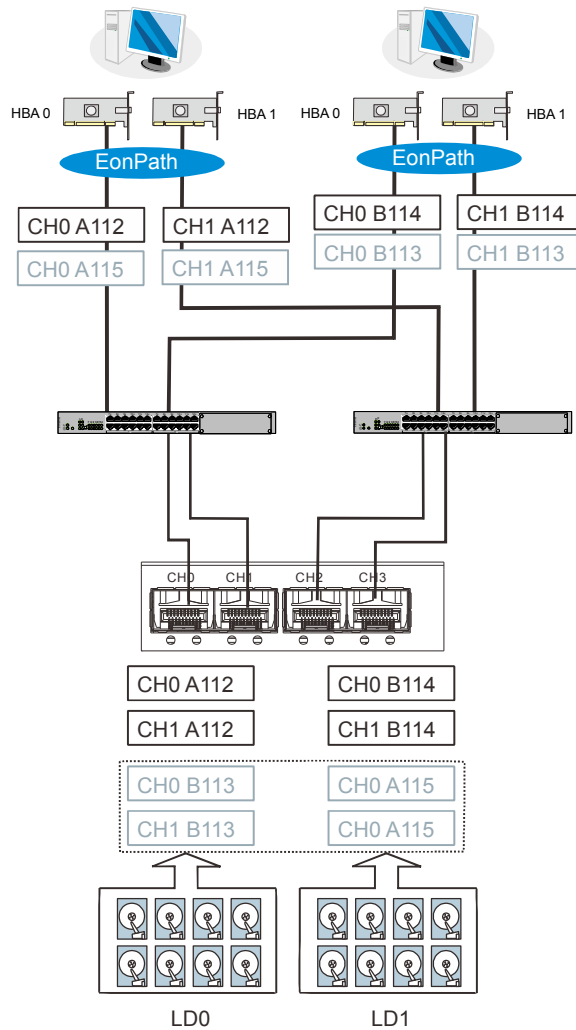 HBA 0
HBA 1
HBA 0
HBA 1
EonPath
EonPath
CH0 A112
CH1 A112
CH0 B114
CH1 B114
CH0 A115
CH1 A115
CH0 B113
CH1 B113
CH0
CH1
CH2
CH3
CH0 A112
CH0 B114
CH1 A112
CH1 B114
CH0 B113
CH0 A115
CH1 B113
CH0 A115
LD0
LD1